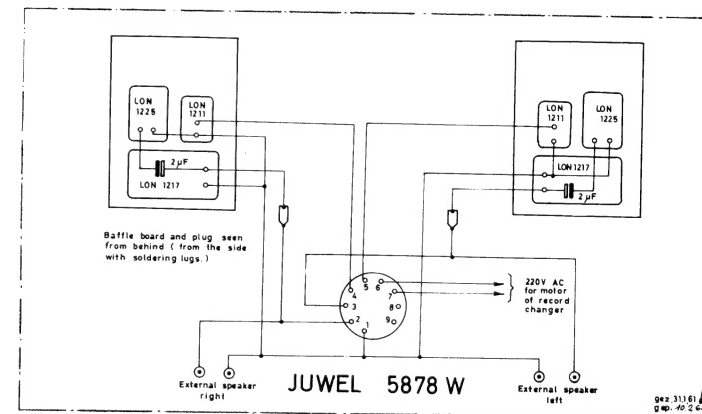 LON
1225
LON
1211
2 µF
LON 1217
LON
1211
LON
1225
LON 1217
2 µF
Baffle board and plug seen
from behind ( from the side
with soldering lugs. )
5
6
4
7
3
8
2
1
9
220V AC
for motor
of record
changer
External speaker
right
JUWEL 5878 W
External speaker
left
gez. 31.1.61
gep.